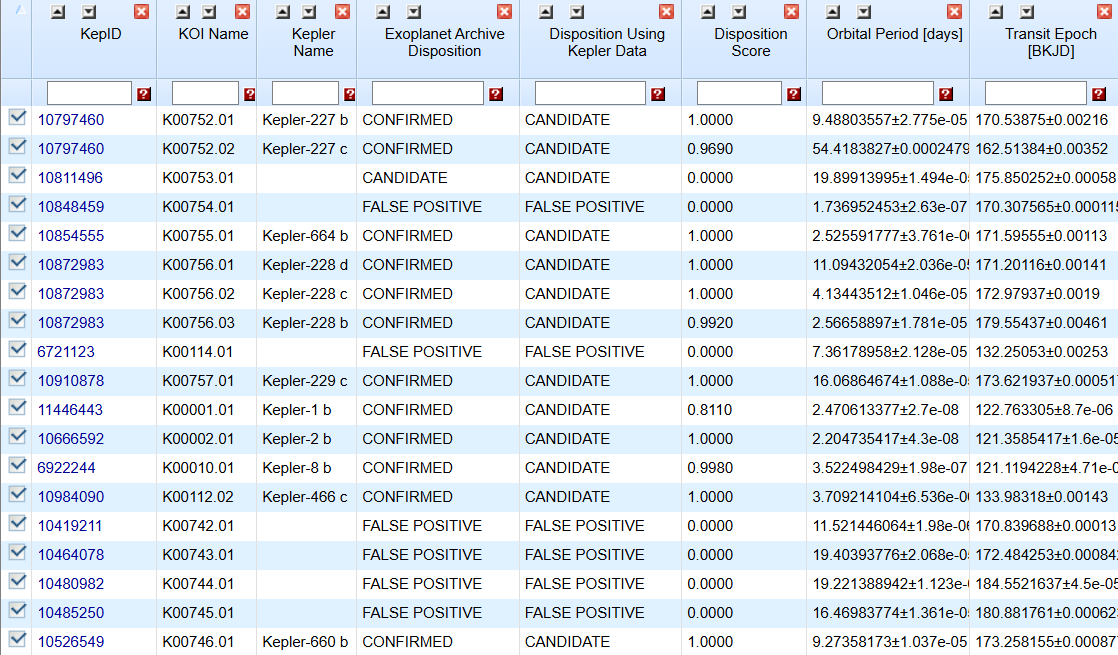 KepID KOI Name Kepler Name Exoplanet Archive Disposition Disposition Using Kepler Data Disposition Score Orbital Period [days] Transit Epoch [BKJD]
? ? ? ? ? ? ? ?
10797460 K00752.01 Kepler-227 b CONFIRMED CANDIDATE 1.0000 9.48803557±2.775e-05 170.53875±0.00216
10797460 K00752.02 Kepler-227 c CONFIRMED CANDIDATE 0.9690 54.4183827±0.0002479 162.51384±0.00352
10811496 K00753.01 CANDIDATE CANDIDATE 0.0000 19.89913995±1.494e-05 175.850252±0.00058
10848459 K00754.01 FALSE POSITIVE FALSE POSITIVE 0.0000 1.736952453±2.63e-07 170.307565±0.000115
10854555 K00755.01 Kepler-664 b CONFIRMED CANDIDATE 1.0000 2.525591777±3.761e-06 171.59555±0.00113
10872983 K00756.01 Kepler-228 d CONFIRMED CANDIDATE 1.0000 11.09432054±2.036e-05 171.20116±0.00141
10872983 K00756.02 Kepler-228 c CONFIRMED CANDIDATE 1.0000 4.13443512±1.046e-05 172.97937±0.0019
10872983 K00756.03 Kepler-228 b CONFIRMED CANDIDATE 0.9920 2.56658897±1.781e-05 179.55437±0.00461
6721123 K00114.01 FALSE POSITIVE FALSE POSITIVE 0.0000 7.36178958±2.128e-05 132.25053±0.00253
10910878 K00757.01 Kepler-229 c CONFIRMED CANDIDATE 1.0000 16.06864674±1.088e-05 173.621937±0.000517
11446443 K00001.01 Kepler-1 b CONFIRMED CANDIDATE 0.8110 2.470613377±2.7e-08 122.763305±8.7e-06
10666592 K00002.01 Kepler-2 b CONFIRMED CANDIDATE 1.0000 2.204735417±4.3e-08 121.3585417±1.6e-05
6922244 K00010.01 Kepler-8 b CONFIRMED CANDIDATE 0.9980 3.522498429±1.98e-07 121.1194228±4.71e-0
10984090 K00112.02 Kepler-466 c CONFIRMED CANDIDATE 1.0000 3.709214104±6.536e-06 133.98318±0.00143
10419211 K00742.01 FALSE POSITIVE FALSE POSITIVE 0.0000 11.521446064±1.98e-06 170.839688±0.00013
10464078 K00743.01 FALSE POSITIVE FALSE POSITIVE 0.0000 19.40393776±2.068e-05 172.484253±0.00084
10480982 K00744.01 FALSE POSITIVE FALSE POSITIVE 0.0000 19.221388942±1.123e- 184.5521637±4.5e-05
10485250 K00745.01 FALSE POSITIVE FALSE POSITIVE 0.0000 16.46983774±1.361e-05 180.881761±0.00062
10526549 K00746.01 Kepler-660 b CONFIRMED CANDIDATE 1.0000 9.27358173±1.037e-05 173.258155±0.00087